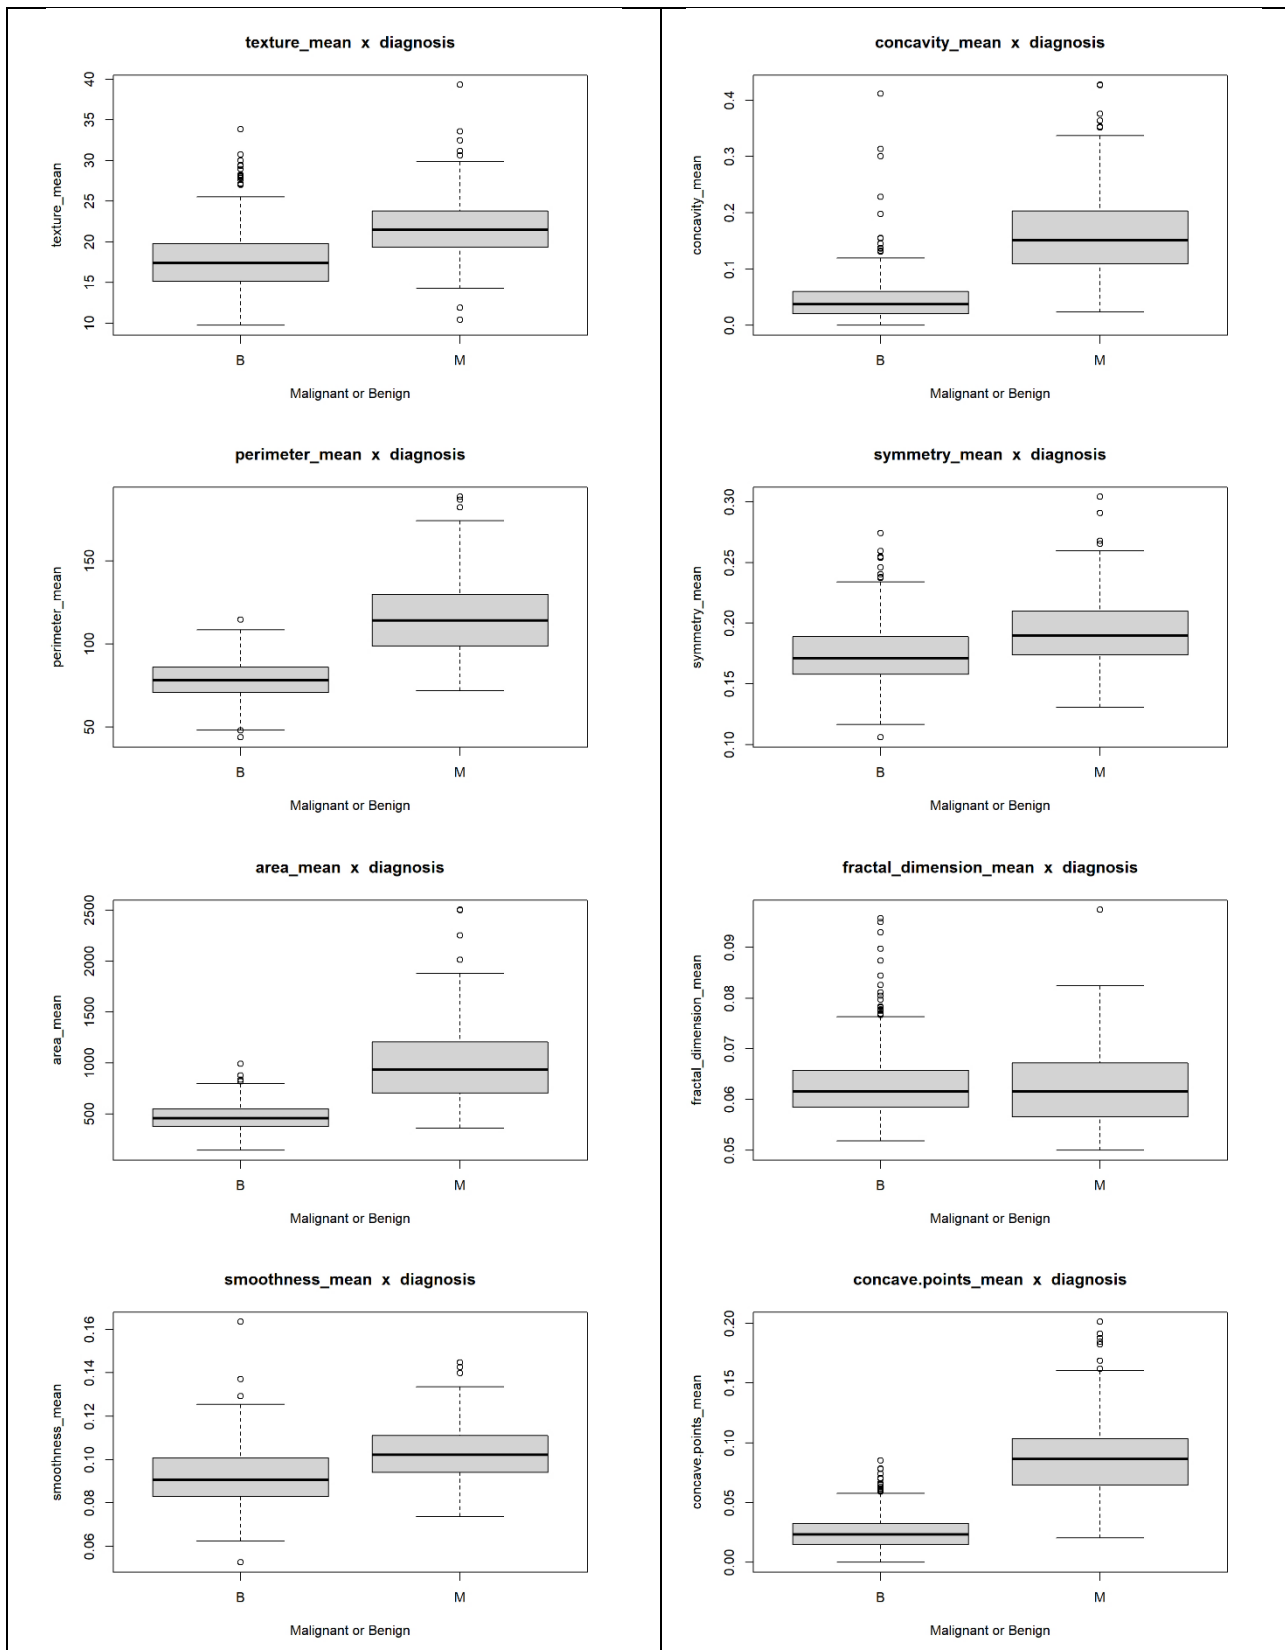 texture_mean x diagnosis
40
35
30
25
20
15
10
texture_mean
B M
Malignant or Benign
perimeter_mean x diagnosis
150
100
50
perimeter_mean
B M
Malignant or Benign
area_mean x diagnosis
2500
2000
1500
1000
500
area_mean
B M
Malignant or Benign
smoothness_mean x diagnosis
0.16
0.14
0.12
0.10
0.08
0.06
smoothness_mean
B M
Malignant or Benign
concavity_mean x diagnosis
0.4
0.3
0.2
0.1
0.0
concavity_mean
B M
Malignant or Benign
symmetry_mean x diagnosis
0.30
0.25
0.20
0.15
0.10
symmetry_mean
B M
Malignant or Benign
fractal_dimension_mean x diagnosis
0.09
0.08
0.07
0.06
0.05
fractal_dimension_mean
B M
Malignant or Benign
concave.points_mean x diagnosis
0.20
0.15
0.10
0.05
0.00
concave.points_mean
B M
Malignant or Benign